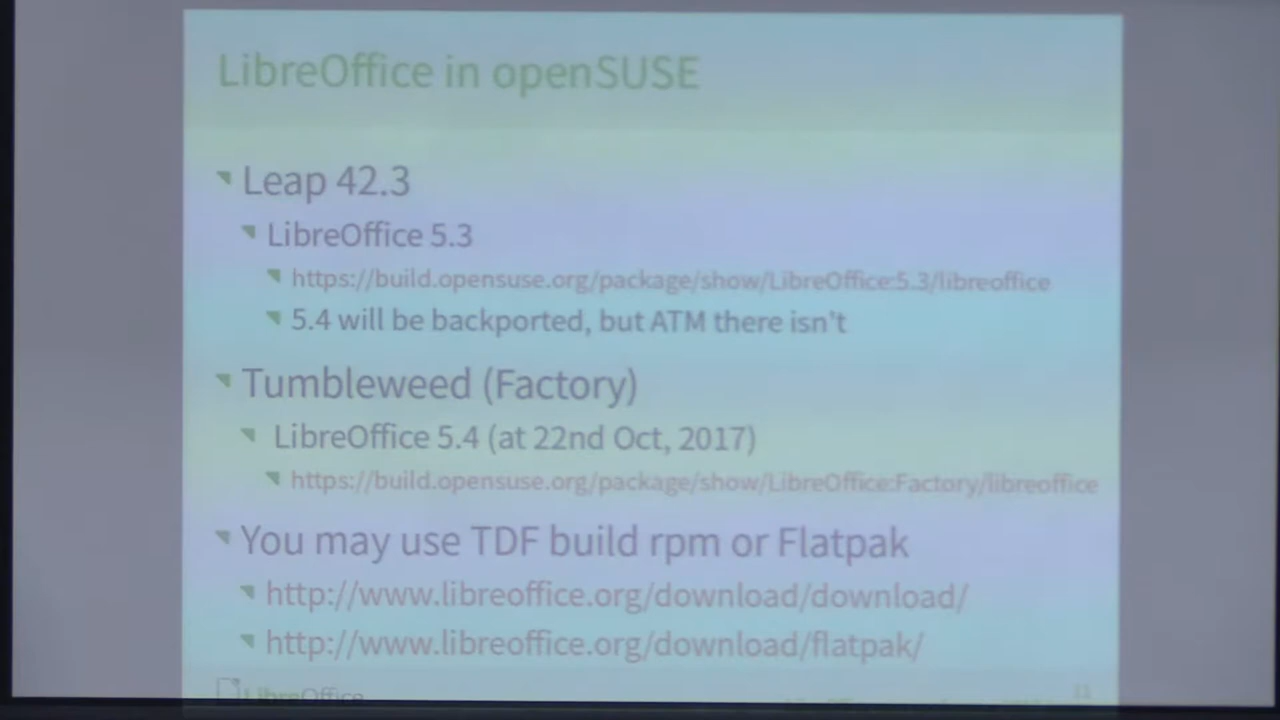 LibreOffice in openSUSE
Leap 42.3
LibreOffice 5.3
https://build.opensuse.org/package/show/LibreOffice:5.3/libreoffice
5.4 will be backported, but ATM there isn't
Tumbleweed (Factory)
LibreOffice 5.4 (at 22nd Oct, 2017)
https://build.opensuse.org/package/show/LibreOffice:Factory/libreoffice
You may use TDF build rpm or Flatpak
http://www.libreoffice.org/download/download/
http://www.libreoffice.org/download/flatpak/
LibreOffice
11